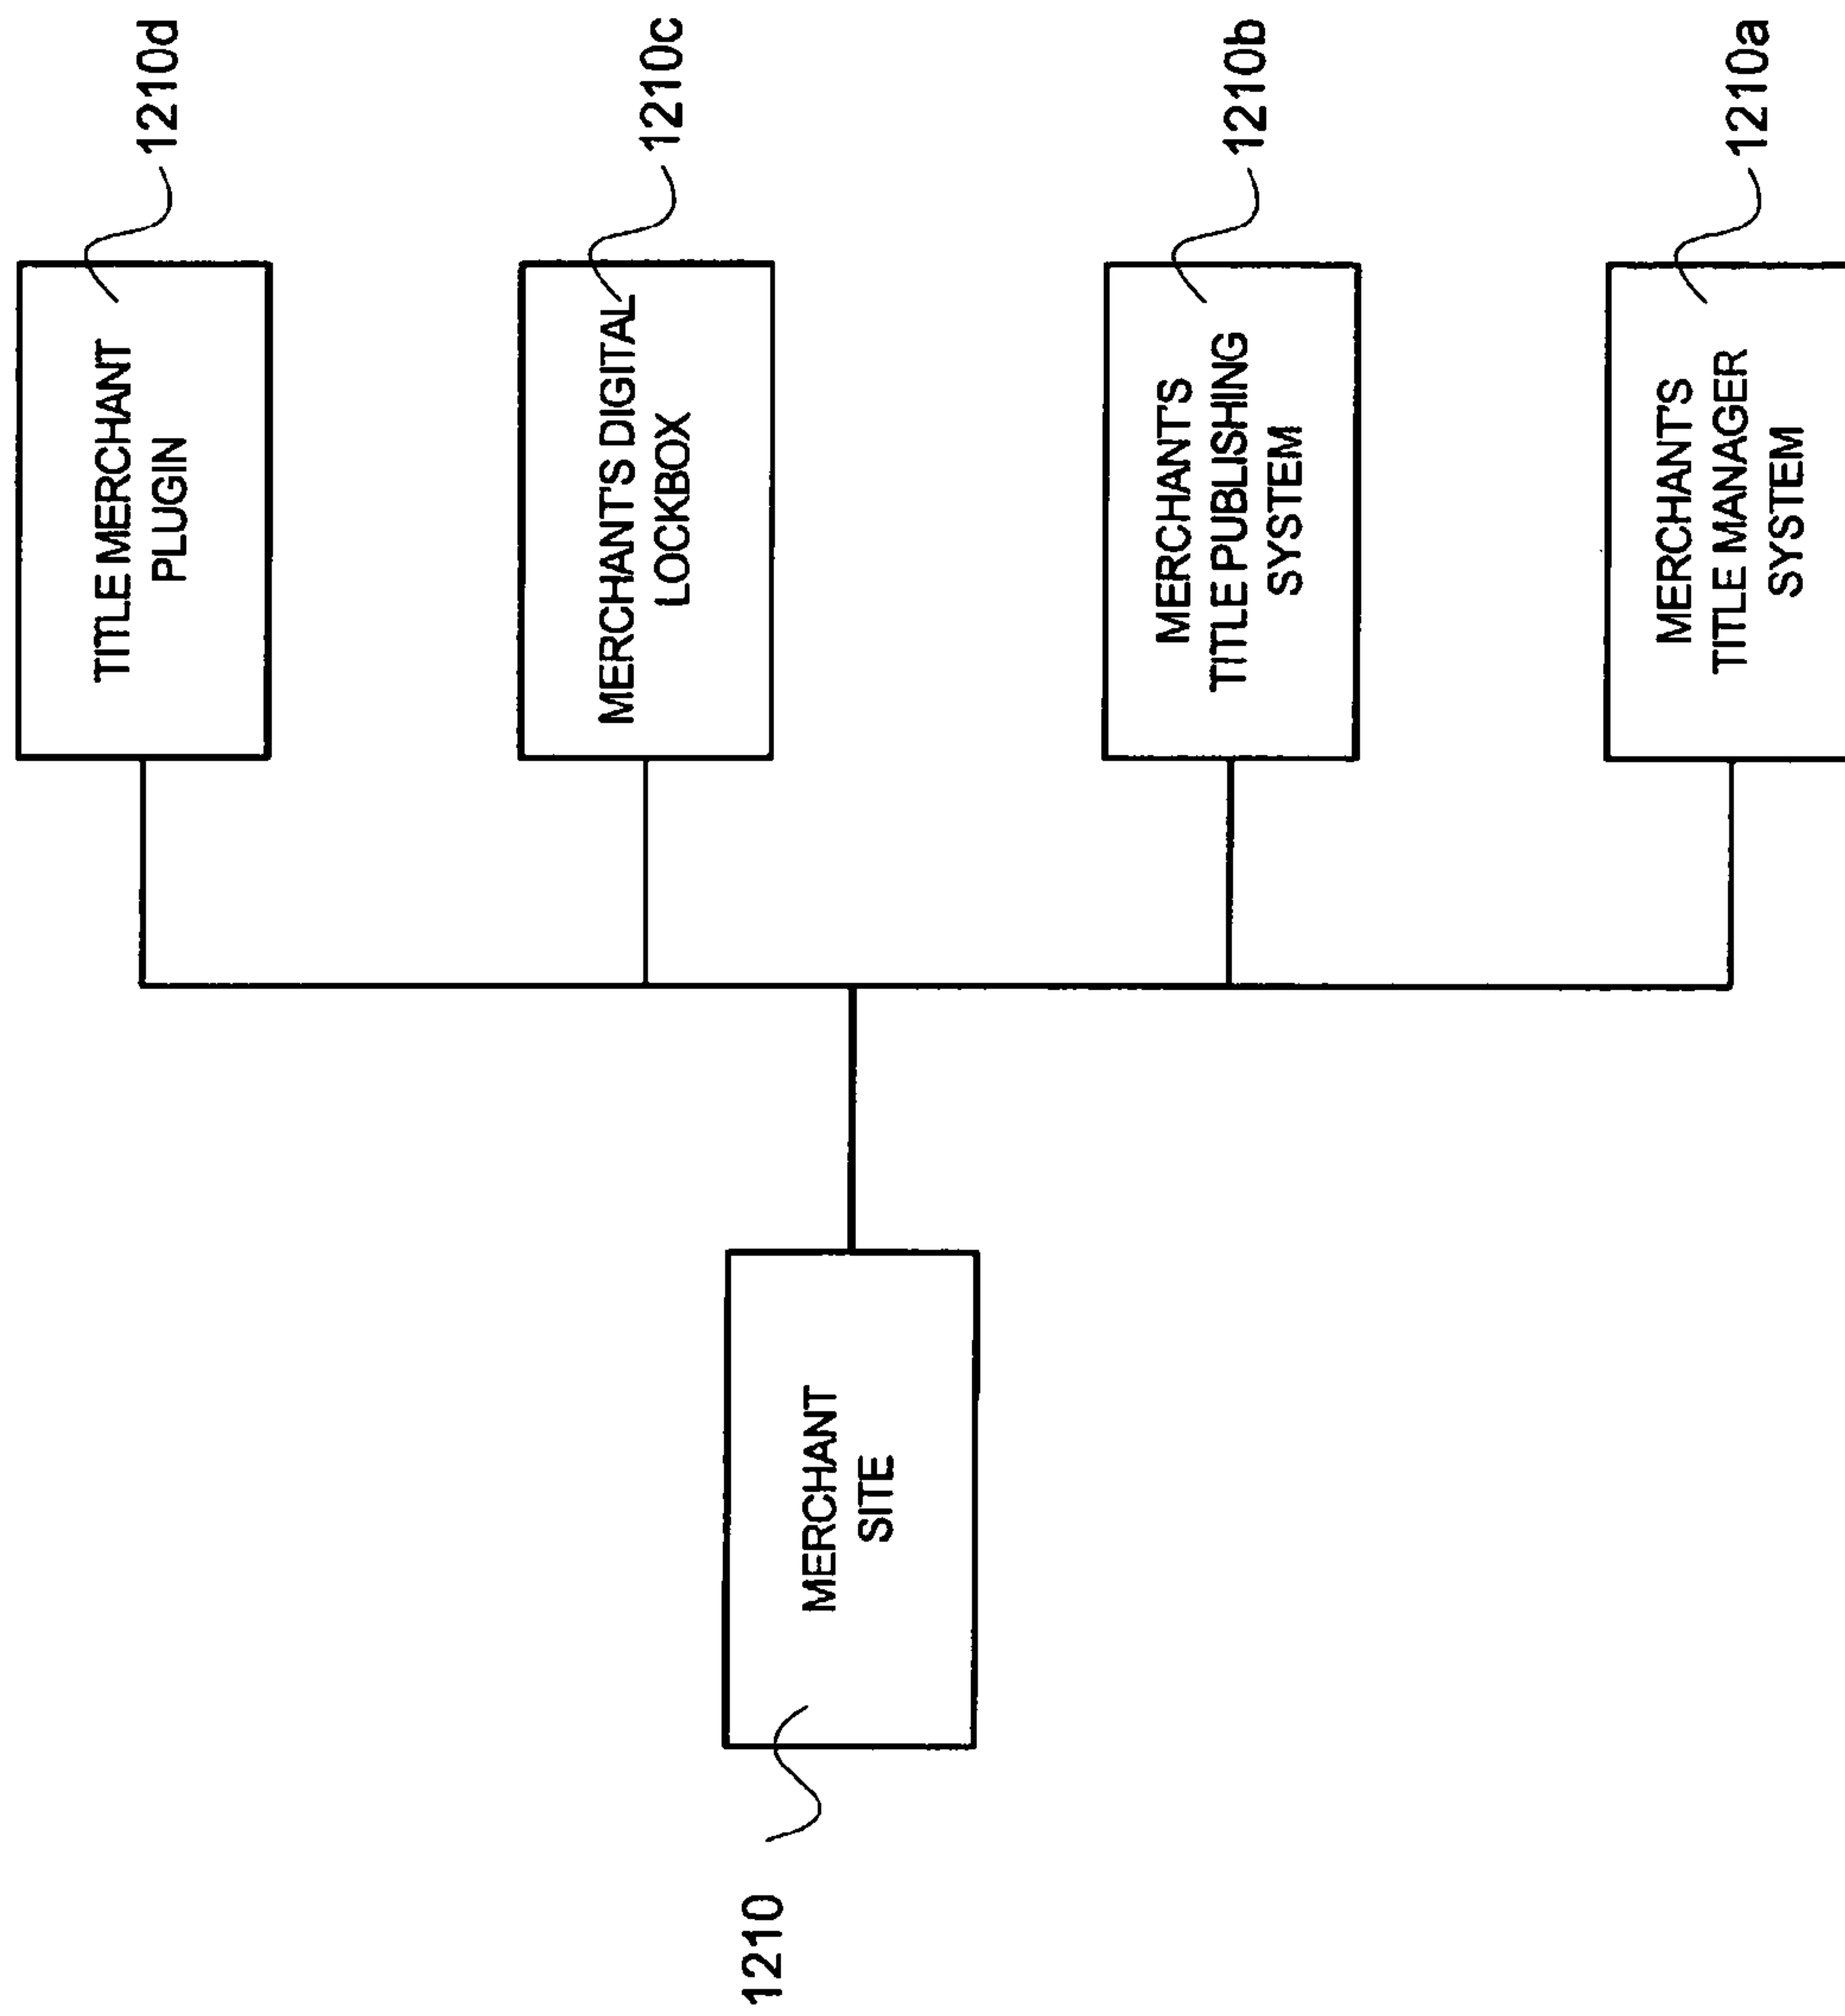 1210d
TITLE MERCHANT
PLUGIN
1210c
MERCHANT'S DIGITAL
LOCKBOX
1210b
MERCHANT'S
TITLE PUBLISHING
SYSTEM
1210a
MERCHANT'S
TITLE MANAGER
SYSTEM
MERCHANT
SITE
1210